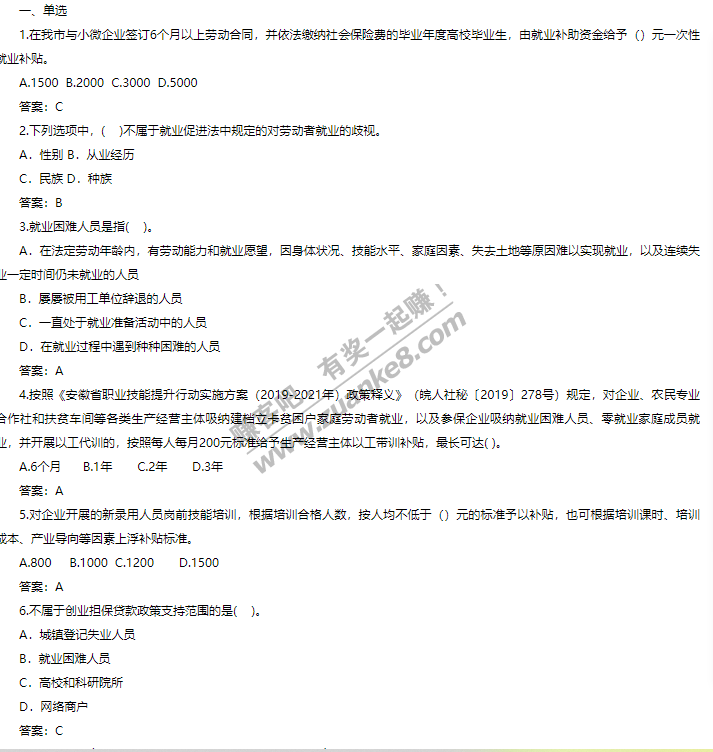 一、单选
1.在我市与小微企业签订6个月以上劳动合同，并依法缴纳社会保险费的毕业年度高校毕业生，由就业补助资金给予（）元一次性
就业补贴。
A.1500 B.2000 C.3000 D.5000
答案：C
2.下列选项中，( )不属于就业促进法中规定的对劳动者就业的歧视。
A．性别 B．从业经历
C．民族 D．种族
答案：B
3.就业困难人员是指( )。
A．在法定劳动年龄内，有劳动能力和就业愿望，因身体状况、技能水平、家庭因素、失去土地等原因难以实现就业，以及连续失
业一定时间仍未就业的人员
B．屡屡被用工单位辞退的人员
C．一直处于就业准备活动中的人员
D．在就业过程中遇到种种困难的人员
答案：A
4.按照《安徽省职业技能提升行动实施方案（2019-2021年）政策释义》（皖人社秘〔2019〕278号）规定，对企业、农民专业
合作社和扶贫车间等各类生产经营主体吸纳建档立卡贫困户家庭劳动者就业，以及参保企业吸纳就业困难人员、零就业家庭成员就
业，并开展以工代训的，按照每人每月200元标准给予生产经营主体以工带训补贴，最长可达( )。
A.6个月 B.1年 C.2年 D.3年
答案：A
5.对企业开展的新录用人员岗前技能培训，根据培训合格人数，按人均不低于（）元的标准予以补贴，也可根据培训课时、培训
成本、产业导向等因素上浮补贴标准。
A.800 B.1000 C.1200 D.1500
答案：A
6.不属于创业担保贷款政策支持范围的是( )。
A．城镇登记失业人员
B．就业困难人员
C．高校和科研院所
D．网络商户
答案：C
赚客吧，有奖一起赚！
www.zuanke8.com